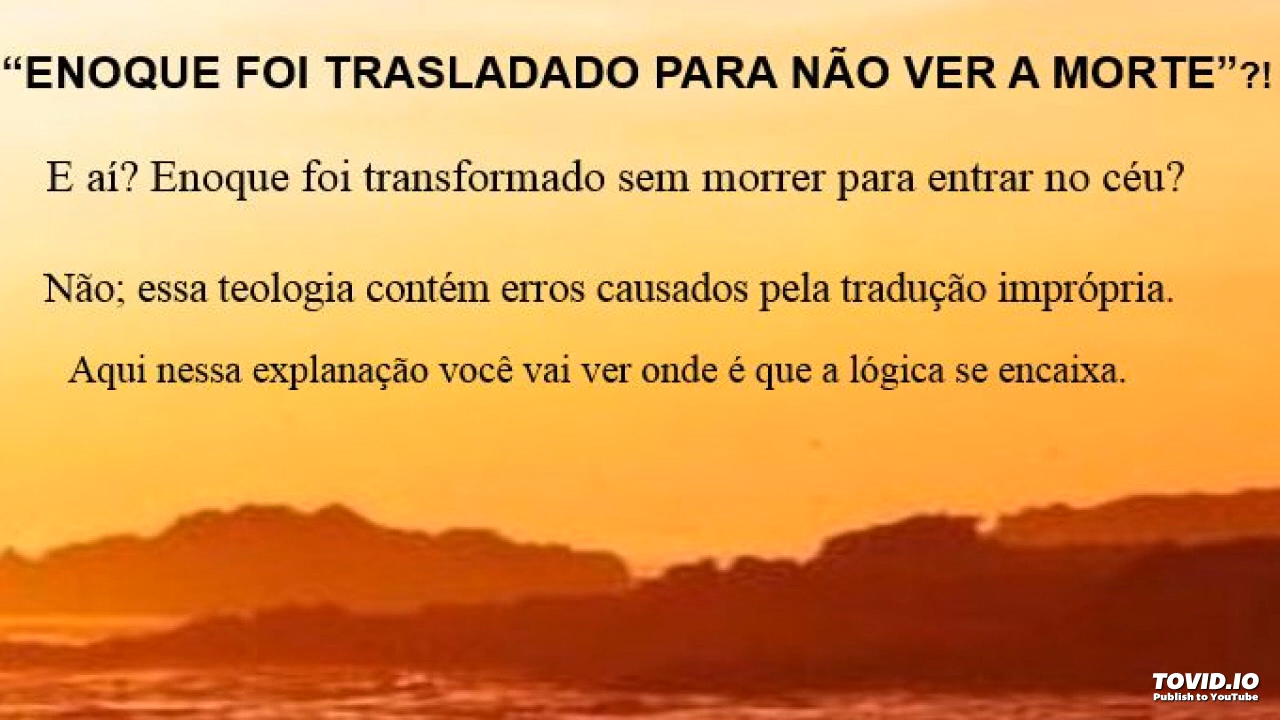 “ENOQUE FOI TRASLADADO PARA NÃO VER A MORTE”?!
E aí? Enoque foi transformado sem morrer para entrar no céu?
Não; essa teologia contém erros causados pela tradução imprópria.
Aqui nessa explanação você vai ver onde é que a lógica se encaixa.
TOVID.IO
Publish to YouTube